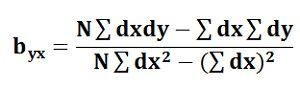 b_yx = (N∑dxdy − ∑dx∑dy) / (N∑dx² − (∑dx)²)